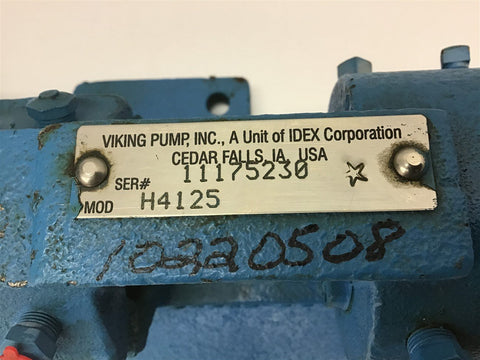 VIKING PUMP, INC., A Unit of IDEX Corporation
CEDAR FALLS, IA, USA
SER# 11175230
MOD H4125
10220508